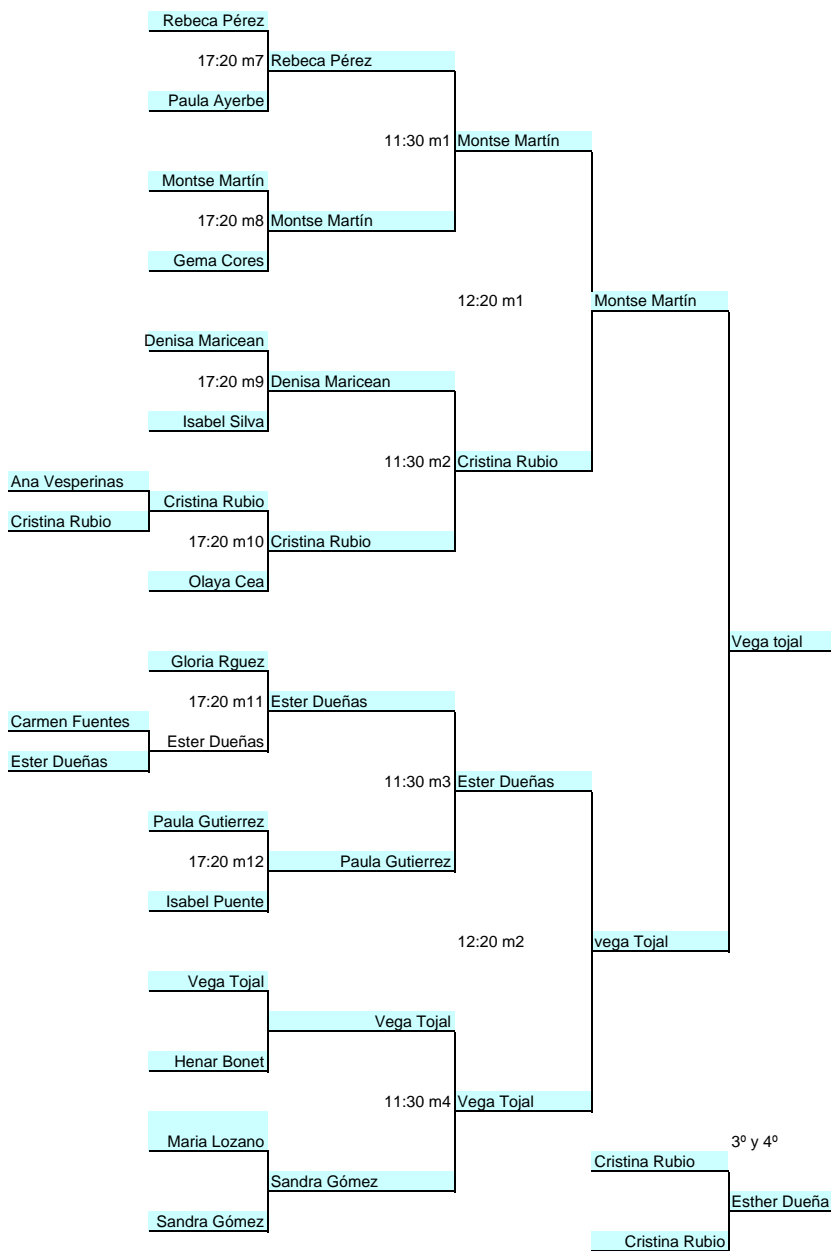 Rebeca Pérez
17:20 m7 Rebeca Pérez
Paula Ayerbe
11:30 m1 Montse Martín
Montse Martín
17:20 m8 Montse Martín
Gema Cores
12:20 m1 Montse Martín
Denisa Maricean
17:20 m9 Denisa Maricean
Isabel Silva
11:30 m2 Cristina Rubio
Ana Vesperinas
Cristina Rubio
Cristina Rubio
17:20 m10 Cristina Rubio
Olaya Cea
Vega tojal
Gloria Rguez
17:20 m11 Ester Dueñas
Carmen Fuentes
Ester Dueñas
Ester Dueñas
11:30 m3 Ester Dueñas
Paula Gutierrez
17:20 m12 Paula Gutierrez
Isabel Puente
12:20 m2 vega Tojal
Vega Tojal
Vega Tojal
Henar Bonet
11:30 m4 Vega Tojal
Maria Lozano
3º y 4º
Cristina Rubio
Sandra Gómez
Esther Dueña
Sandra Gómez
Cristina Rubio